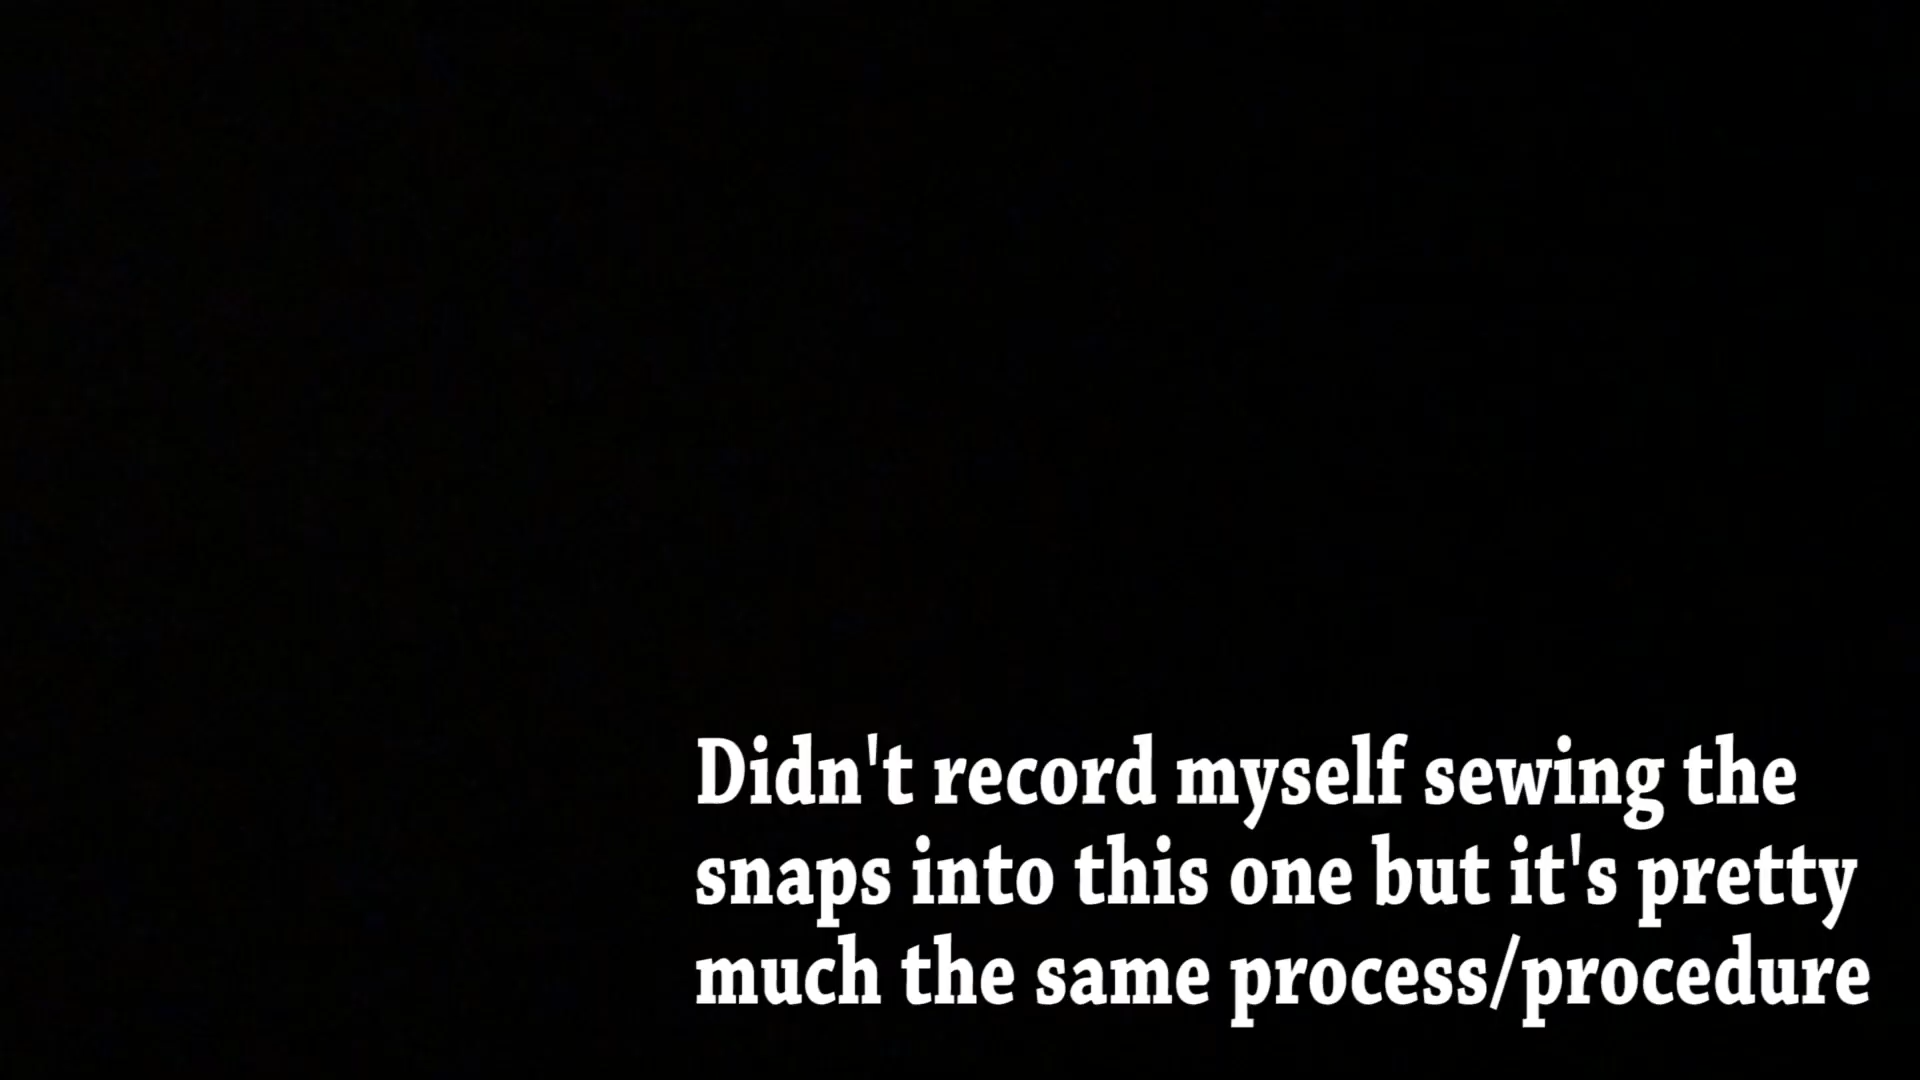 Didn't record myself sewing the
snaps into this one but it's pretty
much the same process/procedure